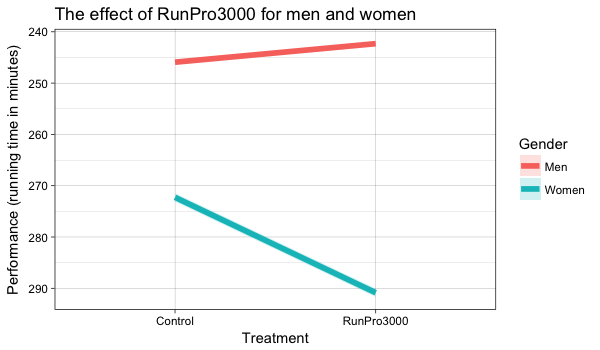 The effect of RunPro3000 for men and women
Performance (running time in minutes)
240
250
260
270
280
290
Control
RunPro3000
Treatment
Gender
Men
Women